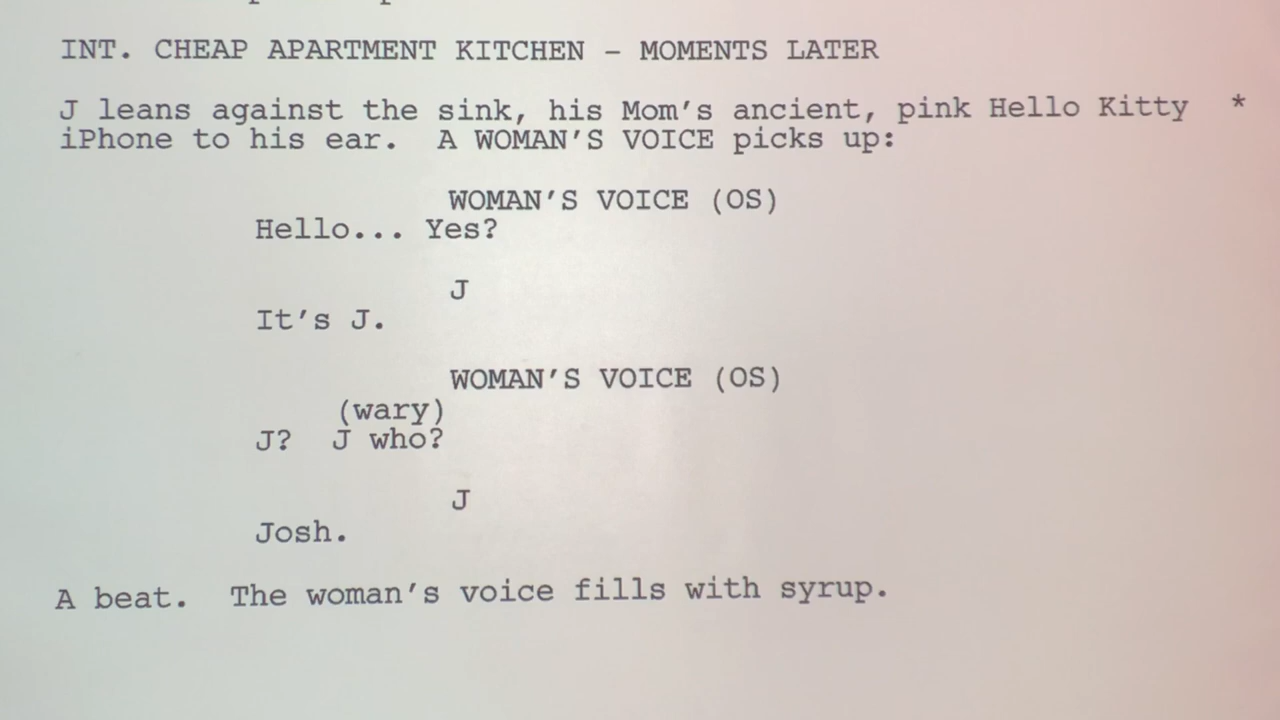 INT. CHEAP APARTMENT KITCHEN – MOMENTS LATER
J leans against the sink, his Mom's ancient, pink Hello Kitty *
iPhone to his ear. A WOMAN'S VOICE picks up:
WOMAN'S VOICE (OS)
Hello... Yes?
J
It's J.
WOMAN'S VOICE (OS)
(wary)
J? J who?
J
Josh.
A beat. The woman's voice fills with syrup.